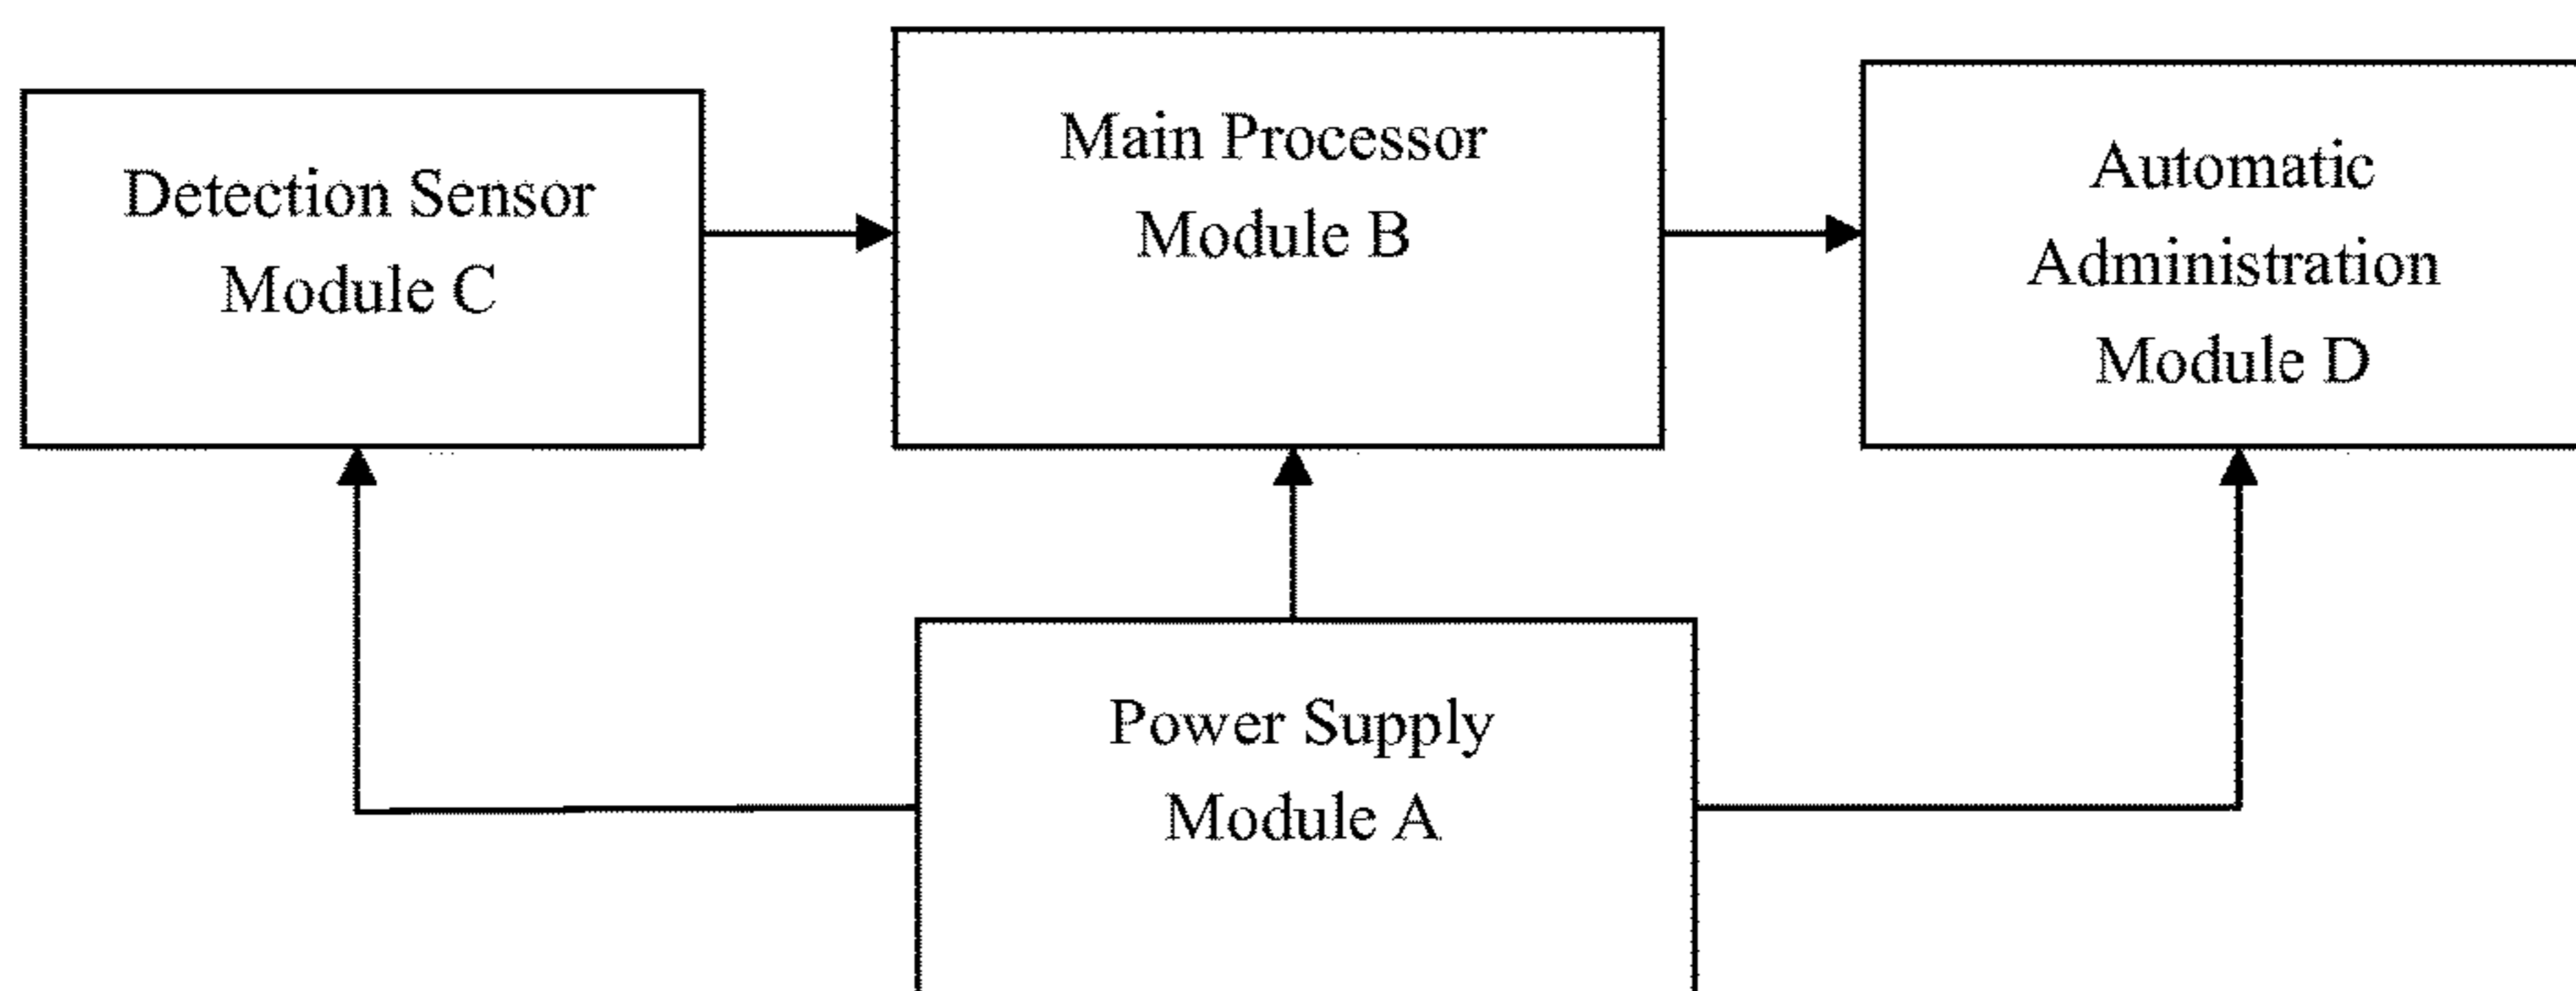 Detection Sensor
Module C
Main Processor
Module B
Automatic
Administration
Module D
Power Supply
Module A